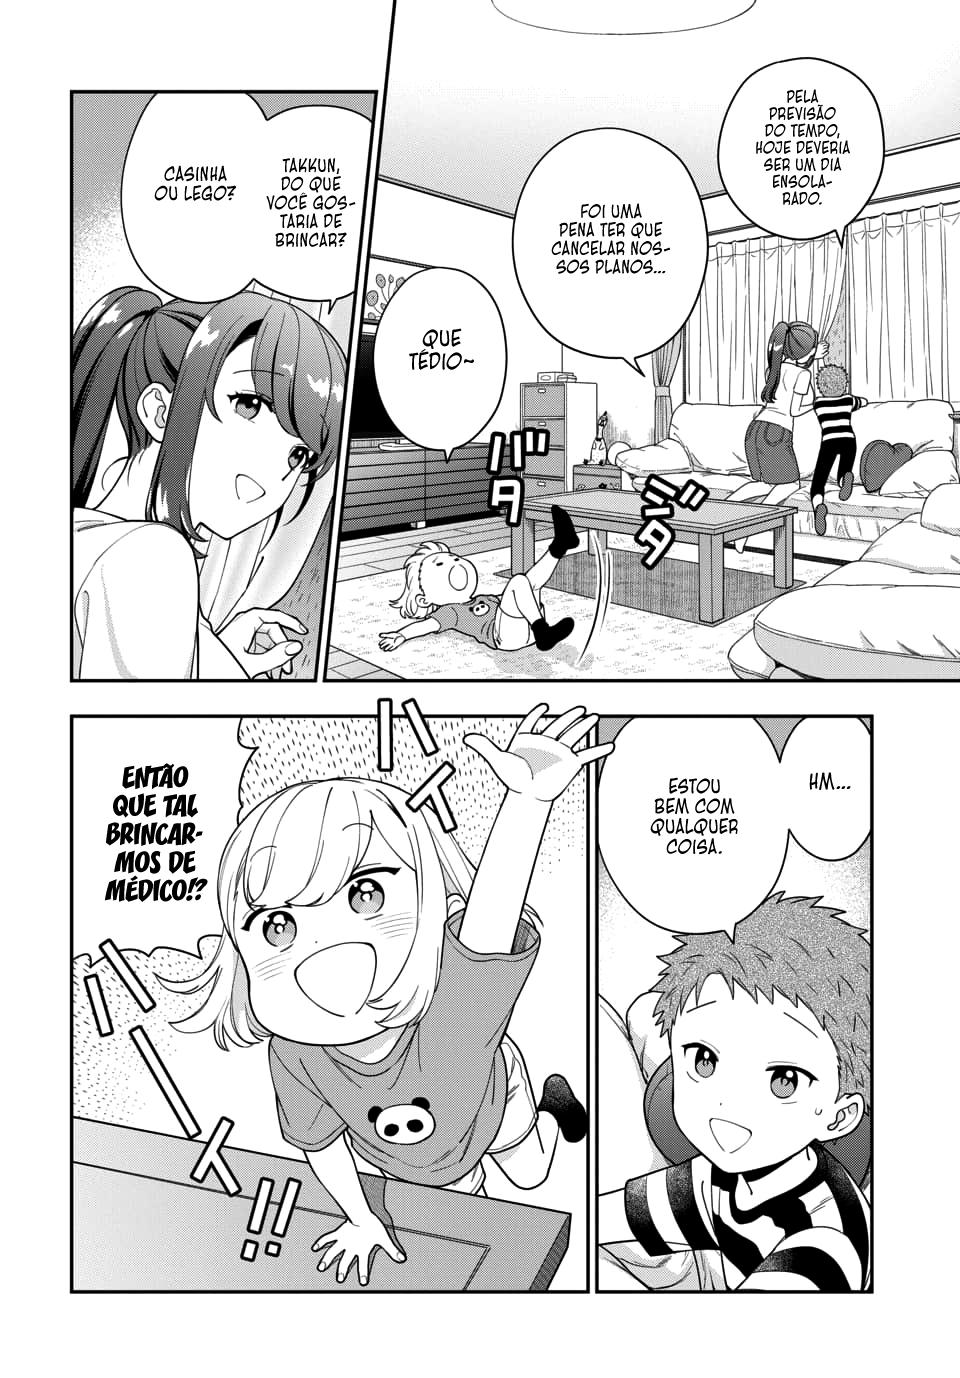 PELA
PREVISÃO
DO TEMPO,
HOJE DEVERIA
SER UM DIA
ENSOLA-
RADO.
FOI UMA
PENA TER QUE
CANCELAR NOS-
SOS PLANOS...
QUE
TÉDIO~
ジタ
バタ
TAKKUN,
DO QUE
VOCÊ GOS-
TARIA DE
BRINCAR?
CASINHA
OU LEGO?
HM...
ESTOU
BEM COM
QUALQUER
COISA.
ハイ
ハイハイ!!
ENTÃO
QUE TAL
BRINCAR-
MOS DE
MÉDICO!?